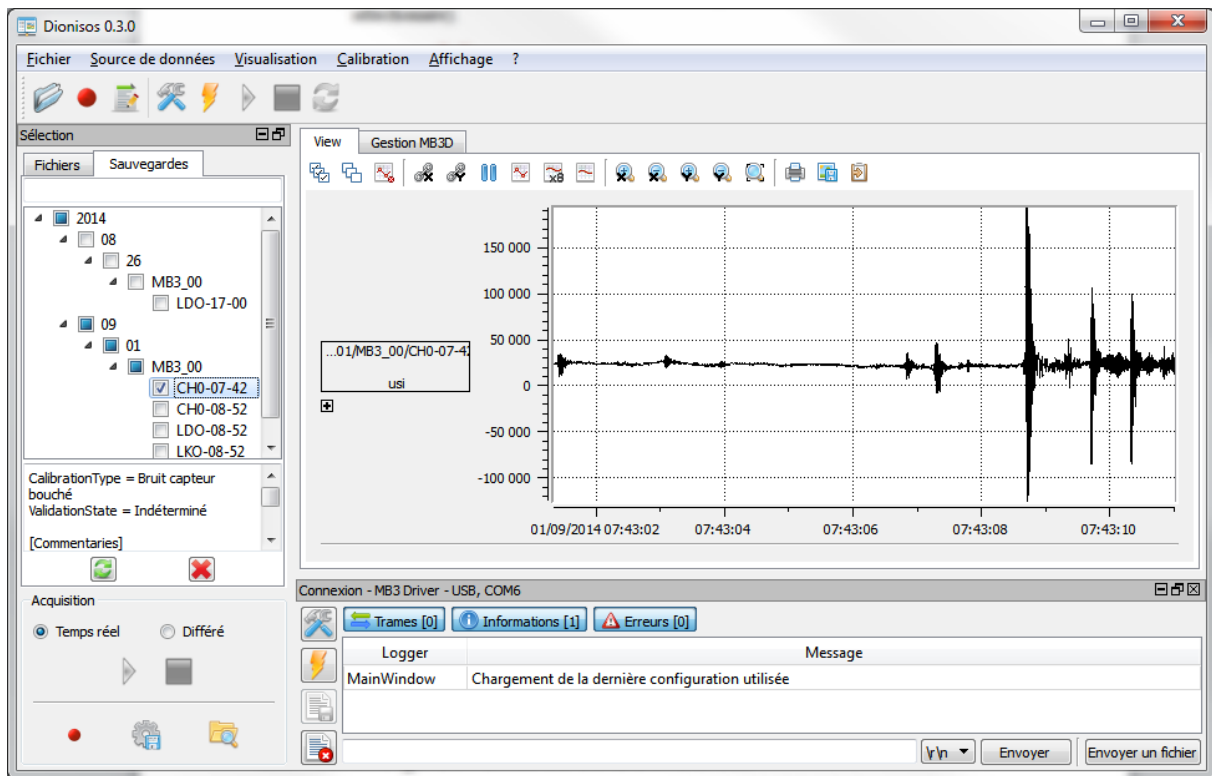 Dionisos 0.3.0
Fichier Source de données Visualisation Calibration Affichage ?
Sélection
Fichiers Sauvegardes
2014
08
26
MB3_00
LDO-17-00
09
01
MB3_00
CH0-07-42
CH0-08-52
LDO-08-52
LKO-08-52
CalibrationType = Bruit capteur
bouché
ValidationState = Indéterminé
[Commentaries]
Acquisition
Temps réel Différé
View Gestion MB3D
X Y xB X X Y Y
150 000
100 000
50 000
0
-50 000
-100 000
...01/MB3_00/CH0-07-42
usi
01/09/2014 07:43:02 07:43:04 07:43:06 07:43:08 07:43:10
Connexion - MB3 Driver - USB, COM6
Trames [0] Informations [1] Erreurs [0]
Logger Message
MainWindow Chargement de la dernière configuration utilisée
\r\n Envoyer Envoyer un fichier